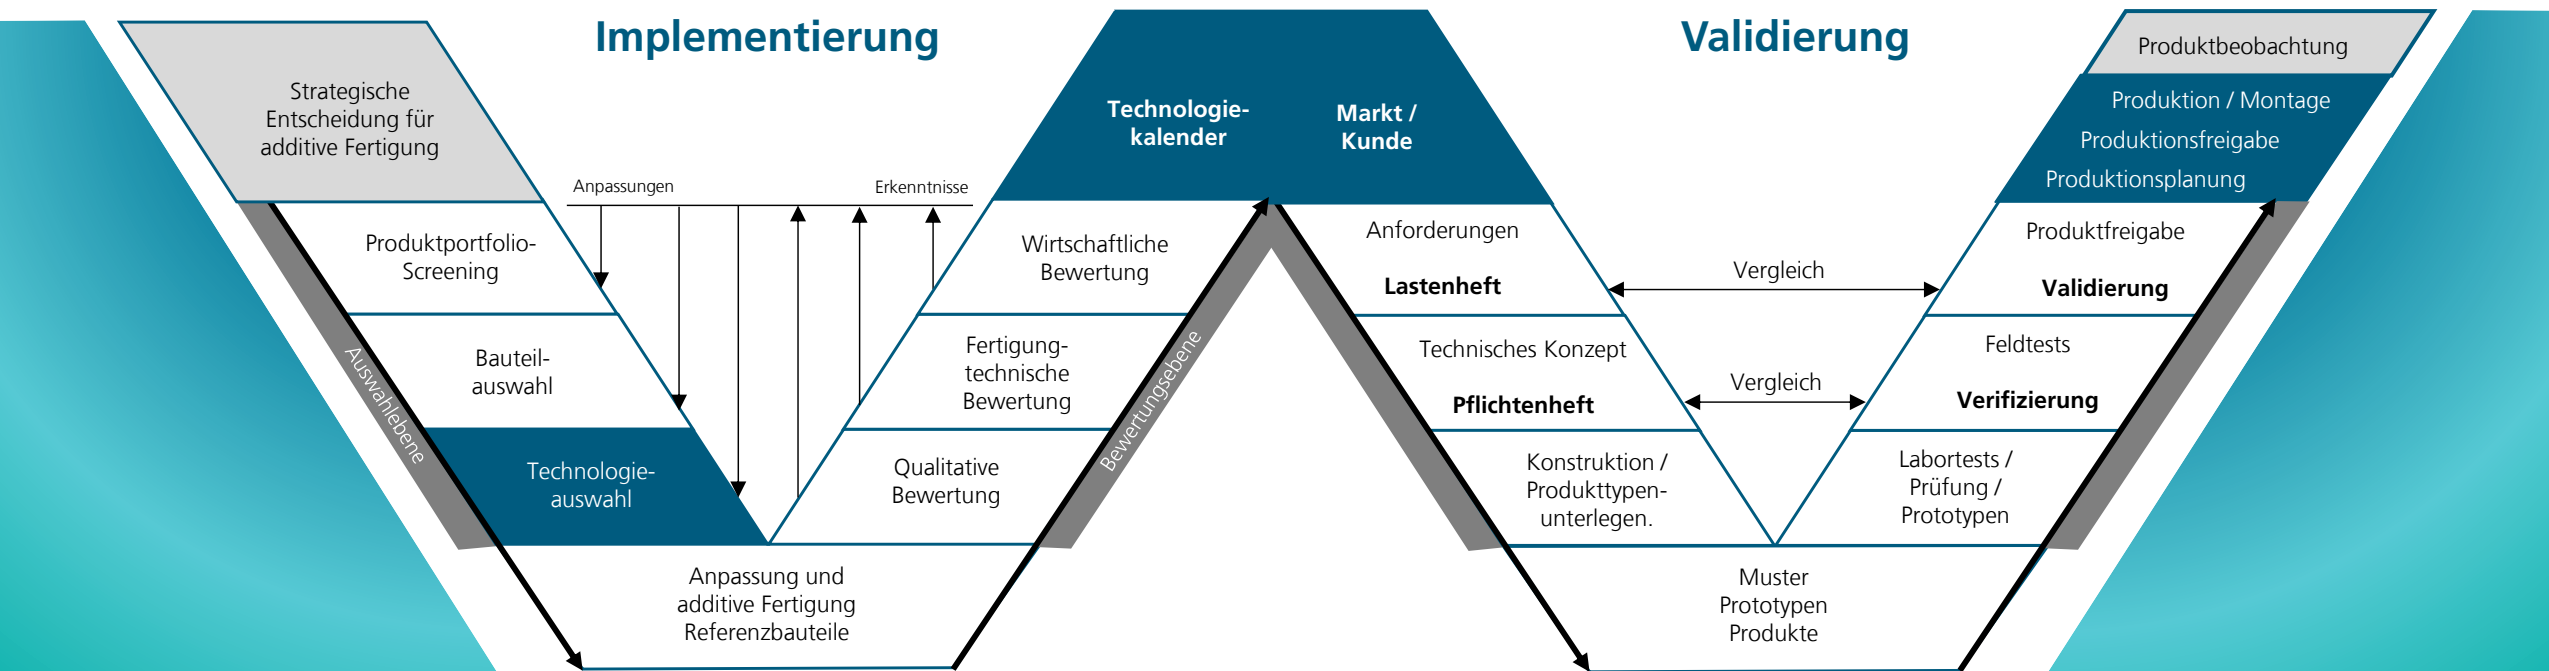 Implementierung
Strategische
Entscheidung für
additive Fertigung
Anpassungen
Erkenntnisse
Produktportfolio-
Screening
Bauteil-
auswahl
Technologie-
auswahl
Auswahlebene
Anpassung und
additive Fertigung
Referenzbauteile
Qualitative
Bewertung
Fertigung-
technische
Bewertung
Wirtschaftliche
Bewertung
Bewertungsebene
Technologie-
kalender
Markt /
Kunde
Validierung
Anforderungen
Lastenheft
Technisches Konzept
Pflichtenheft
Konstruktion /
Produkttypen-
unterlegen.
Vergleich
Vergleich
Muster
Prototypen
Produkte
Labortests /
Prüfung /
Prototypen
Feldtests
Verifizierung
Produktfreigabe
Validierung
Produktbeobachtung
Produktion / Montage
Produktionsfreigabe
Produktionsplanung